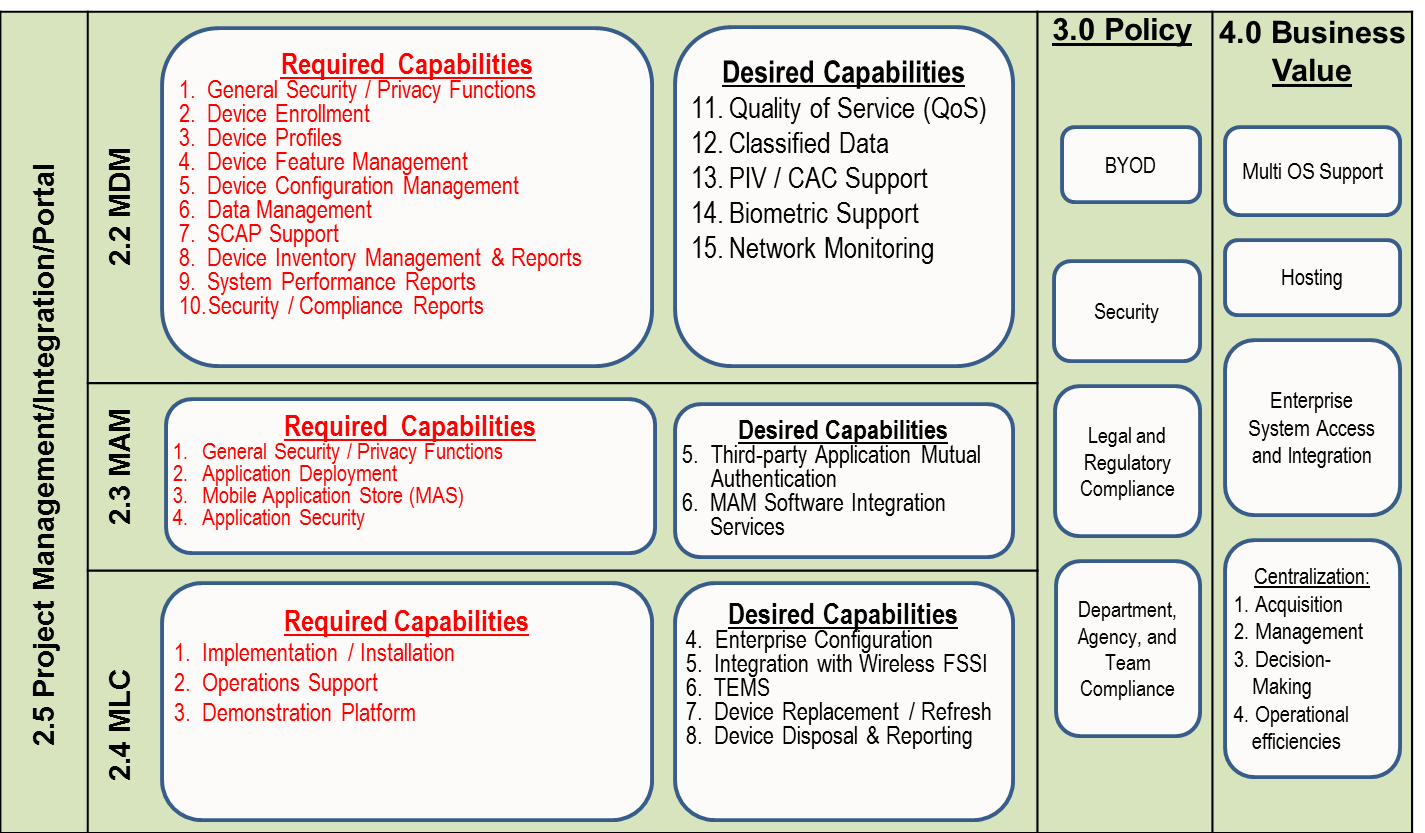 2.5 Project Management/Integration/Portal
2.2 MDM
Required Capabilities
1. General Security / Privacy Functions
2. Device Enrollment
3. Device Profiles
4. Device Feature Management
5. Device Configuration Management
6. Data Management
7. SCAP Support
8. Device Inventory Management & Reports
9. System Performance Reports
10. Security / Compliance Reports
Desired Capabilities
11. Quality of Service (QoS)
12. Classified Data
13. PIV / CAC Support
14. Biometric Support
15. Network Monitoring
2.3 MAM
Required Capabilities
1. General Security / Privacy Functions
2. Application Deployment
3. Mobile Application Store (MAS)
4. Application Security
Desired Capabilities
5. Third-party Application Mutual
Authentication
6. MAM Software Integration
Services
2.4 MLC
Required Capabilities
1. Implementation / Installation
2. Operations Support
3. Demonstration Platform
Desired Capabilities
4. Enterprise Configuration
5. Integration with Wireless FSSI
6. TEMS
7. Device Replacement / Refresh
8. Device Disposal & Reporting
3.0 Policy
BYOD
Security
Legal and
Regulatory
Compliance
Department,
Agency, and
Team
Compliance
4.0 Business
Value
Multi OS Support
Hosting
Enterprise
System Access
and Integration
Centralization:
1. Acquisition
2. Management
3. Decision-
Making
4. Operational
efficiencies